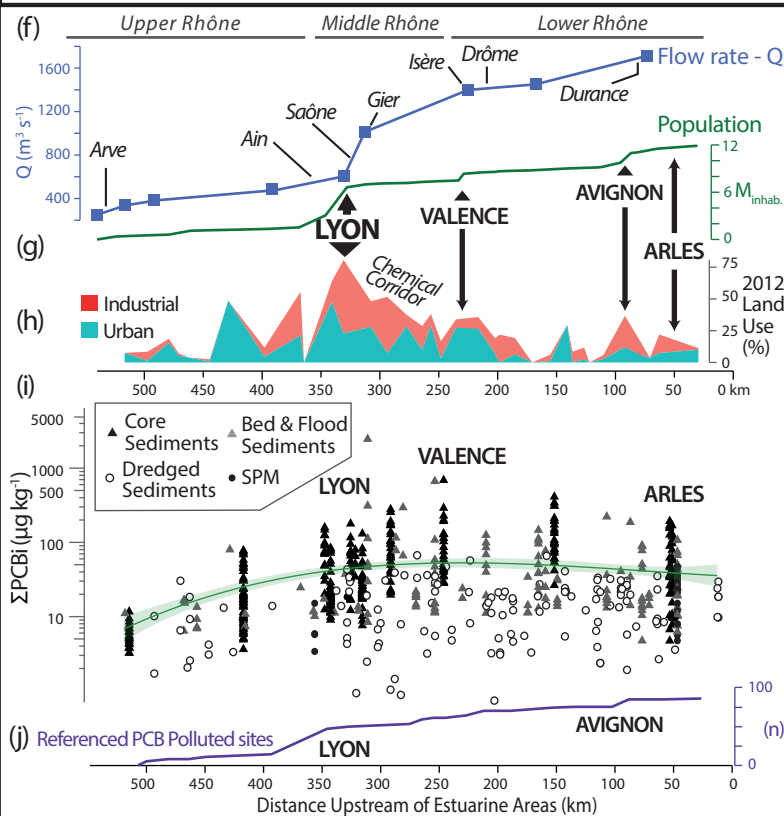 (f)
Upper Rhône Middle Rhône Lower Rhône
1600
1200
800
400
Q (m³ s⁻¹)
Arve
Ain
Saône
Gier
Isère
Drôme
Durance
Flow rate - Q
Population
12
6 M inhab.
0
LYON
VALENCE
AVIGNON
ARLES
(g)
Chemical
Corridor
75
50
25
0
2012
Land
Use
(%)
(h)
Industrial
Urban
500 450 400 350 300 250 200 150 100 50 0 km
(i)
5000
1000
500
100
10
ΣPCBi (µg kg⁻¹)
Core
Sediments
Bed & Flood
Sediments
Dredged
Sediments
SPM
LYON
VALENCE
ARLES
(j) Referenced PCB Polluted sites
LYON
AVIGNON
100
(n)
0
500 450 400 350 300 250 200 150 100 50 0
Distance Upstream of Estuarine Areas (km)